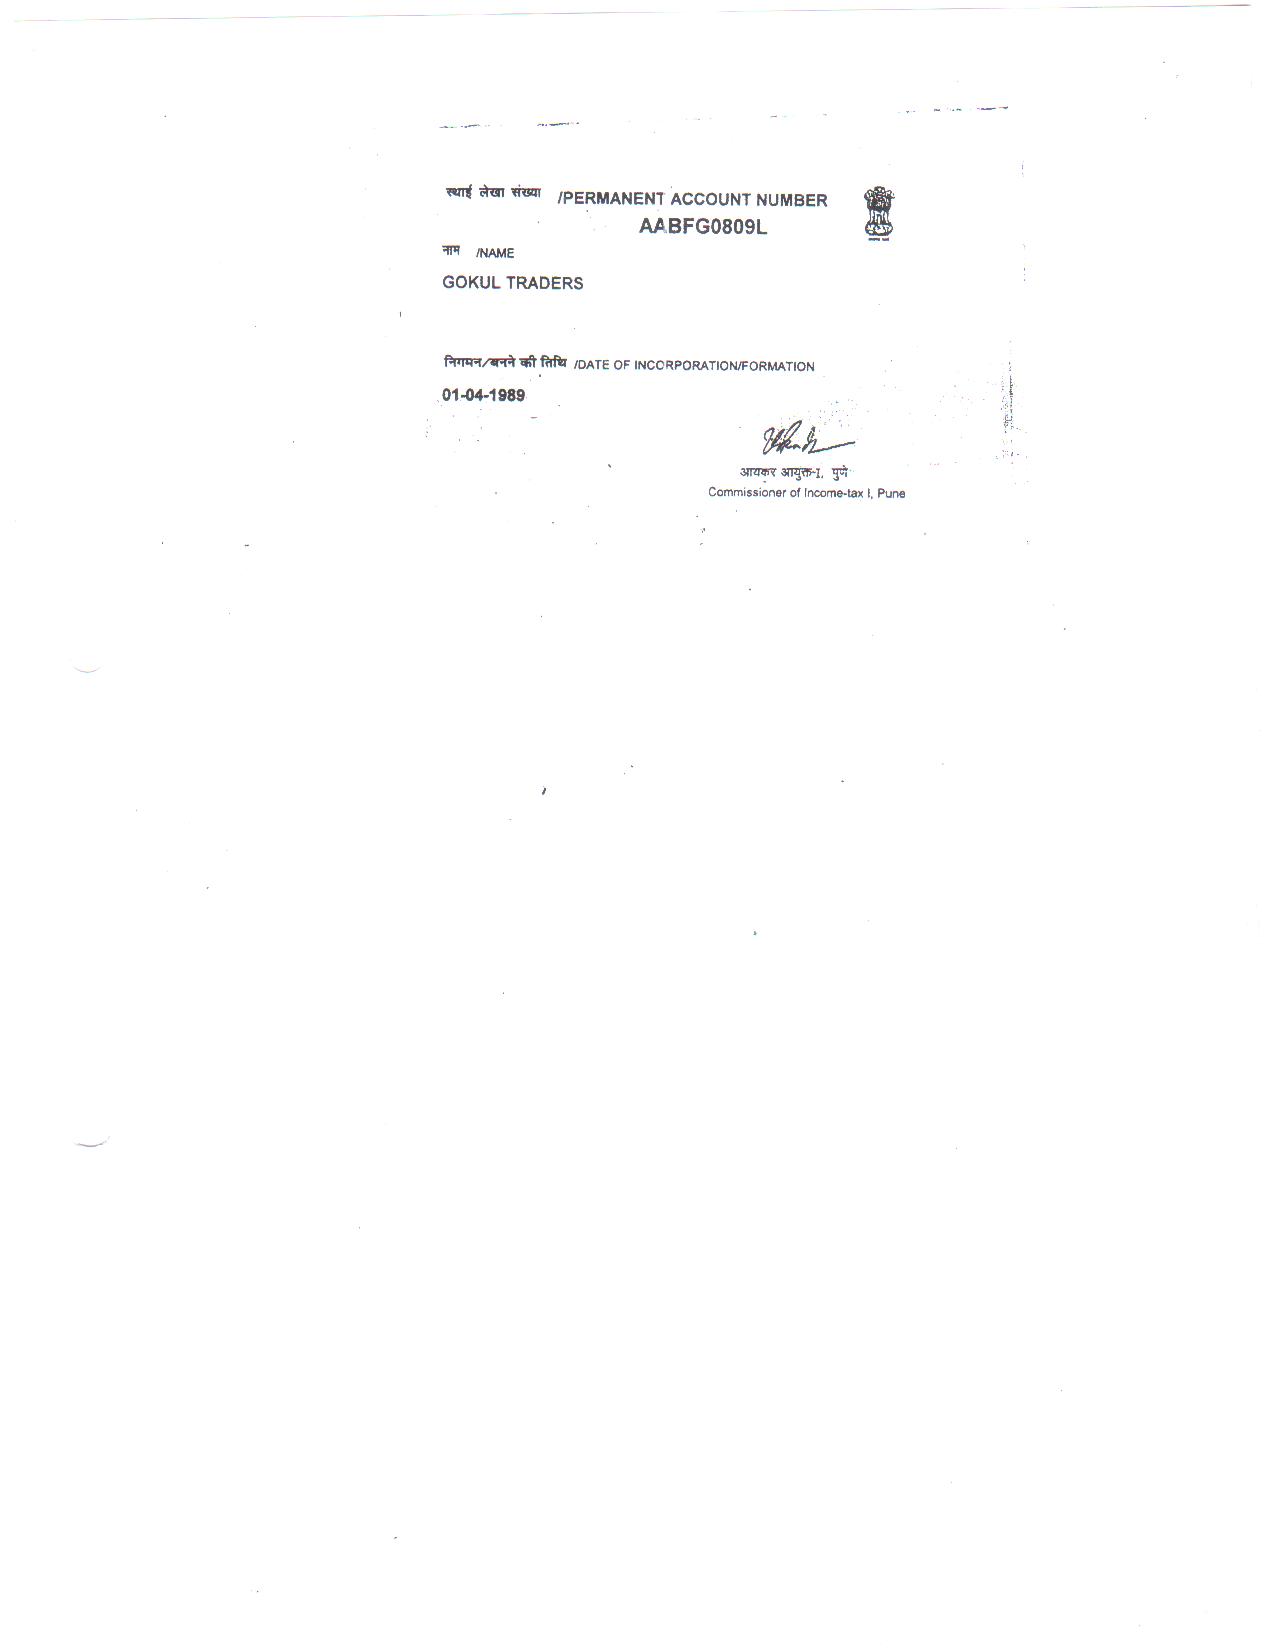 स्थाई लेखा संख्या /PERMANENT ACCOUNT NUMBER
AABFG0809L
नाम /NAME
GOKUL TRADERS
निगमन/बनने की तिथि /DATE OF INCORPORATION/FORMATION
01-04-1989
आयकर आयुक्त-I, पुणे
Commissioner of Income-tax I, Pune